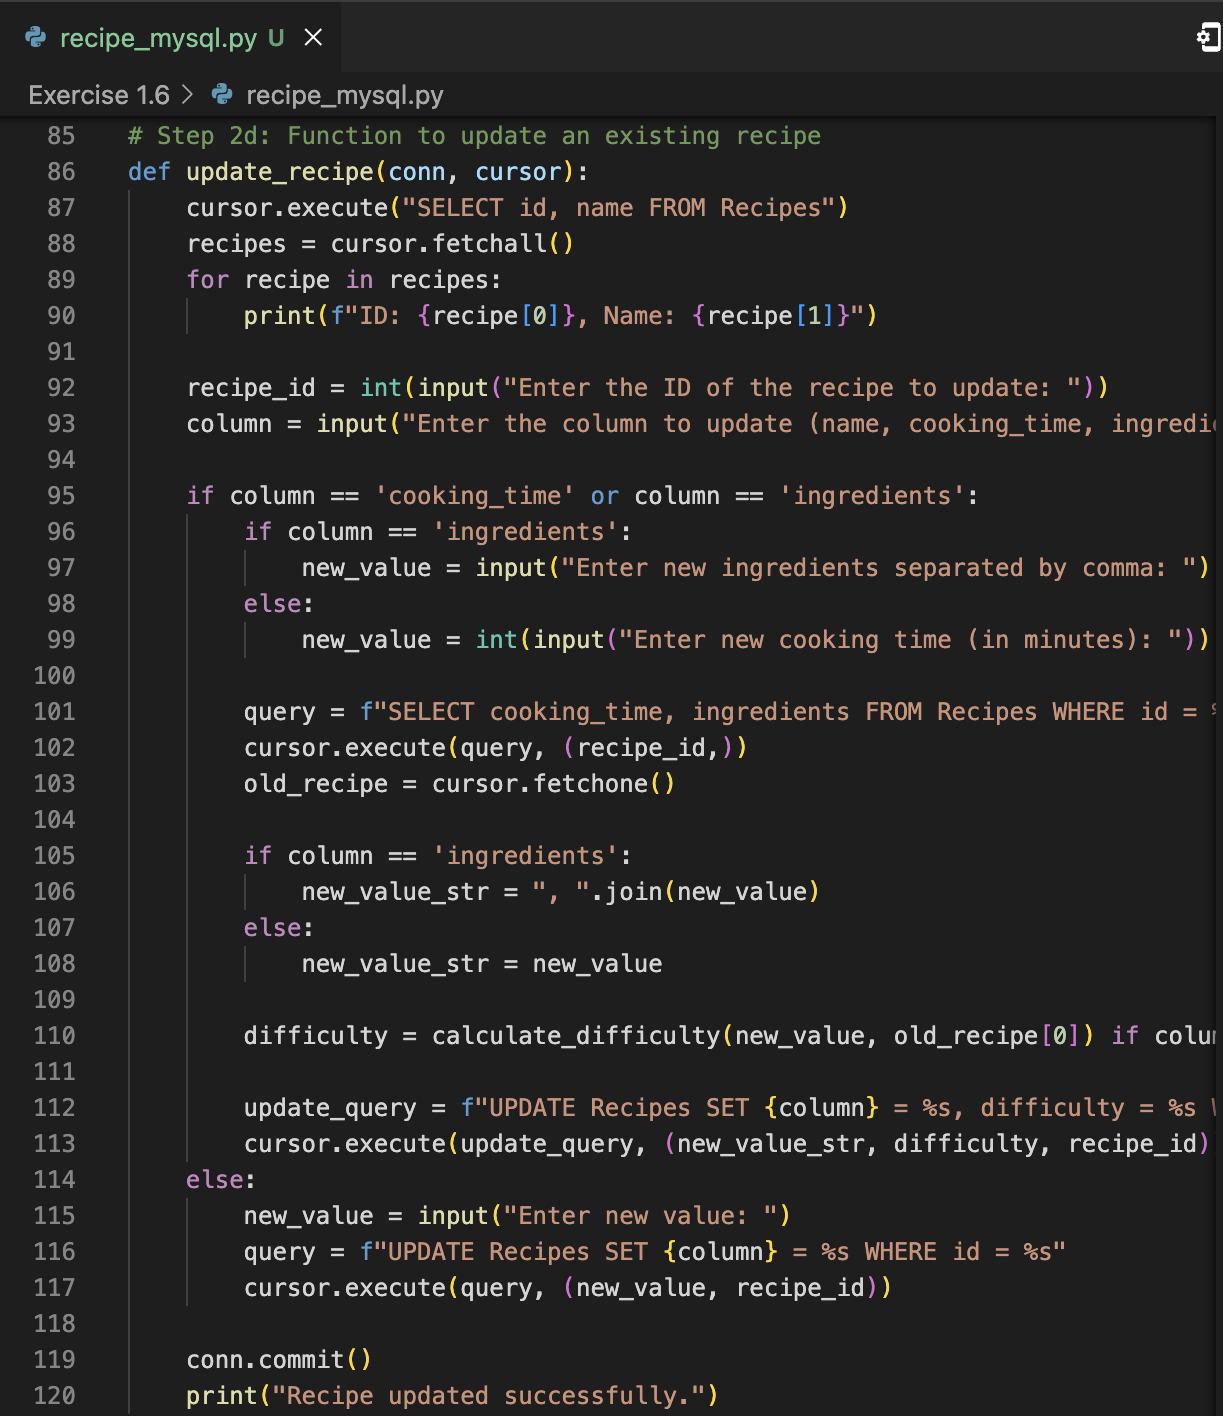 recipe_mysql.py U
Exercise 1.6 > recipe_mysql.py
85 # Step 2d: Function to update an existing recipe
86 def update_recipe(conn, cursor):
87 cursor.execute("SELECT id, name FROM Recipes")
88 recipes = cursor.fetchall()
89 for recipe in recipes:
90 print(f"ID: {recipe[0]}, Name: {recipe[1]}")
91
92 recipe_id = int(input("Enter the ID of the recipe to update: "))
93 column = input("Enter the column to update (name, cooking_time,
94
95 if column == 'cooking_time' or column == 'ingredients':
96 if column == 'ingredients':
97 new_value = input("Enter new ingredients separated by comma: ")
98 else:
99 new_value = int(input("Enter new cooking time (in minutes): "))
100
101 query = f"SELECT cooking_time, ingredients FROM Recipes WHERE id =
102 cursor.execute(query, (recipe_id,))
103 old_recipe = cursor.fetchone()
104
105 if column == 'ingredients':
106 new_value_str = ", ".join(new_value)
107 else:
108 new_value_str = new_value
109
110 difficulty = calculate_difficulty(new_value, old_recipe[0]) if
111
112 update_query = f"UPDATE Recipes SET {column} = %s, difficulty = %s
113 cursor.execute(update_query, (new_value_str, difficulty, recipe_id)
114 else:
115 new_value = input("Enter new value: ")
116 query = f"UPDATE Recipes SET {column} = %s WHERE id = %s"
117 cursor.execute(query, (new_value, recipe_id))
118
119 conn.commit()
120 print("Recipe updated successfully.")